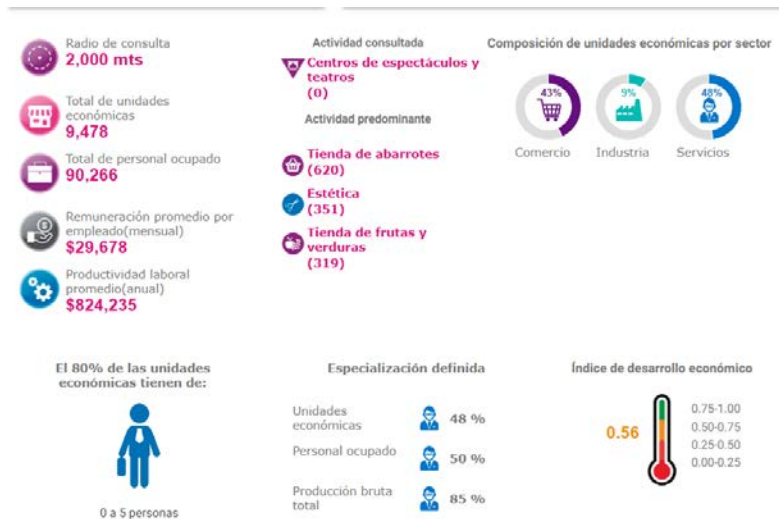 Radio de consulta
2,000 mts
Total de unidades
económicas
9,478
Total de personal ocupado
90,266
Remuneración promedio por
empleado(mensual)
$29,678
Productividad laboral
promedio(anual)
$824,235
Actividad consultada
Centros de espectáculos y
teatros
(0)
Actividad predominante
Tienda de abarrotes
(620)
Estética
(351)
Tienda de frutas y
verduras
(319)
Composición de unidades económicas por sector
43%
9%
48%
Comercio
Industria
Servicios
El 80% de las unidades
económicas tienen de:
0 a 5 personas
Especialización definida
Unidades
económicas
48 %
Personal ocupado
50 %
Producción bruta
total
85 %
Índice de desarrollo económico
0.56
0.75-1.00
0.50-0.75
0.25-0.50
0.00-0.25